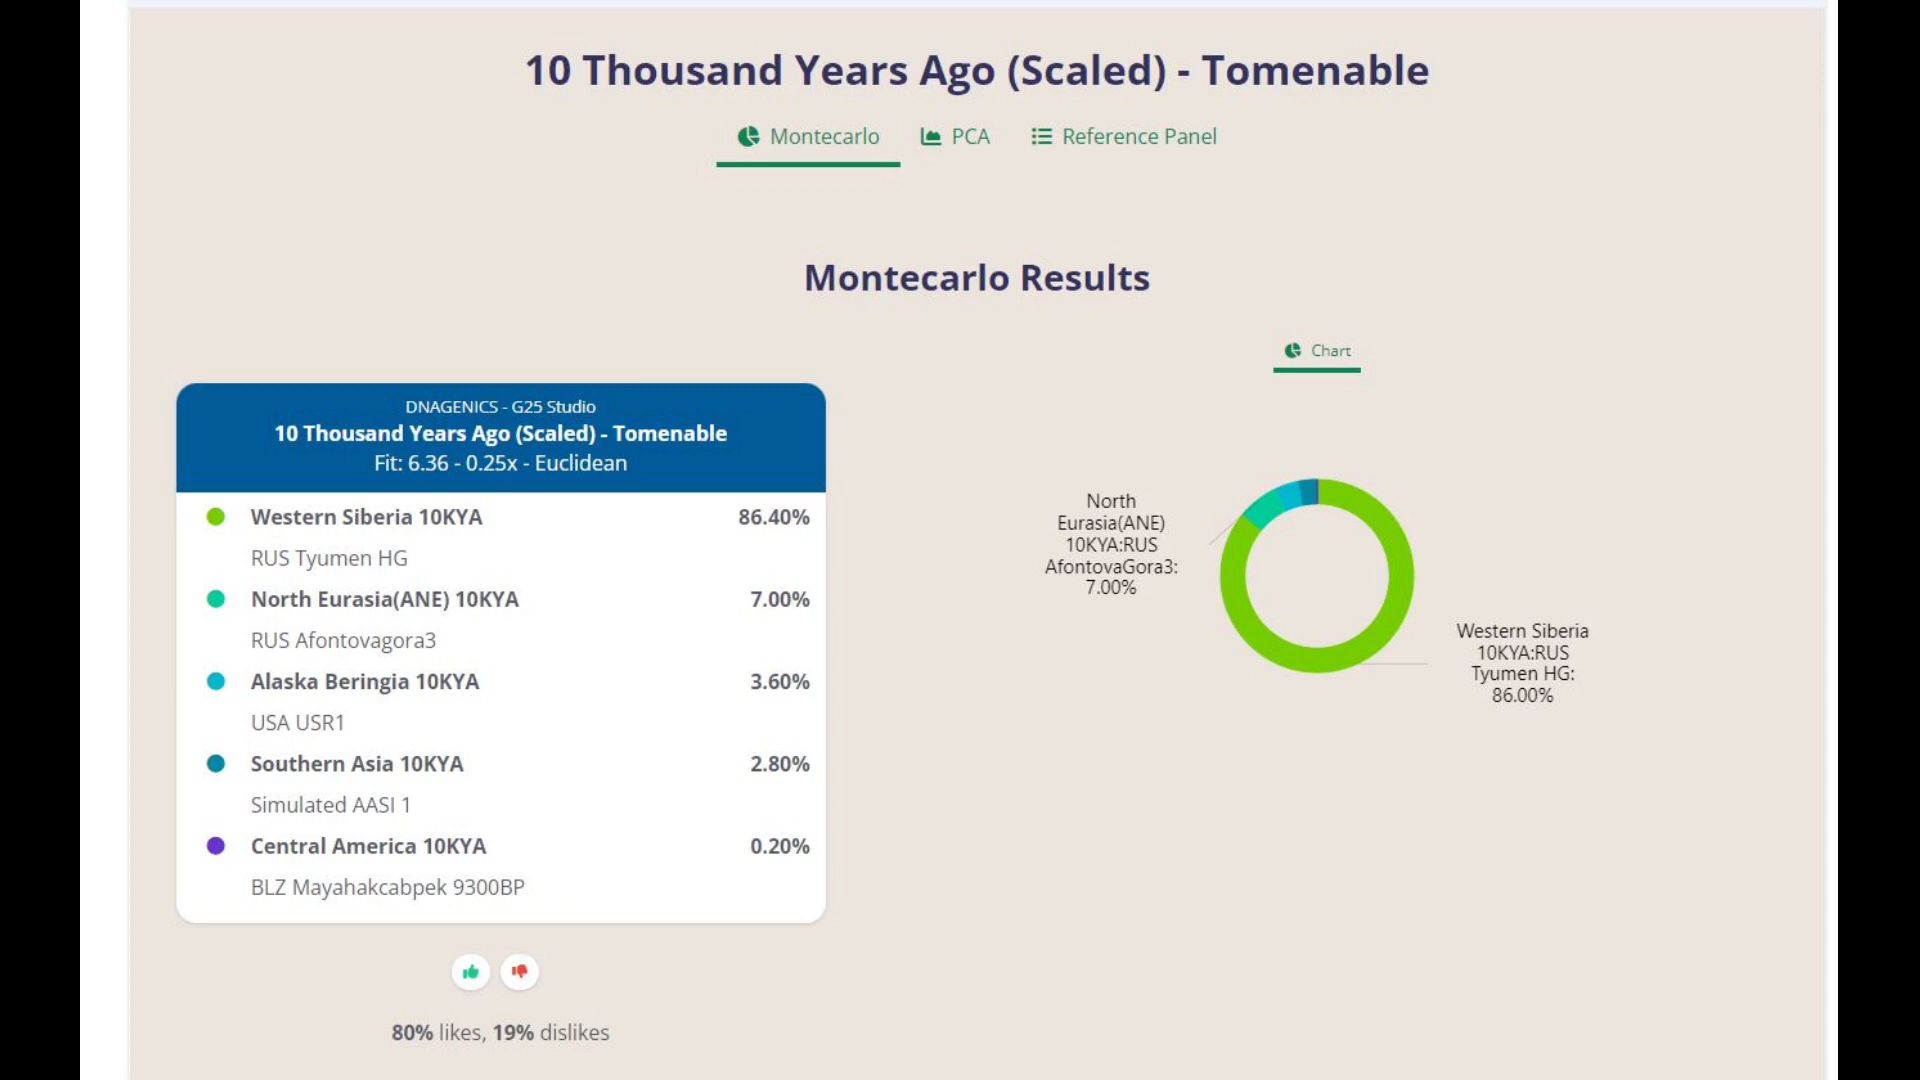 10 Thousand Years Ago (Scaled) - Tomenable
Montecarlo
PCA
Reference Panel
Montecarlo Results
Chart
DNAGENICS - G25 Studio
10 Thousand Years Ago (Scaled) - Tomenable
Fit: 6.36 - 0.25x - Euclidean
Western Siberia 10KYA 86.40%
RUS Tyumen HG
North Eurasia(ANE) 10KYA 7.00%
RUS Afontovagora3
Alaska Beringia 10KYA 3.60%
USA USR1
Southern Asia 10KYA 2.80%
Simulated AASI 1
Central America 10KYA 0.20%
BLZ Mayahakcabpek 9300BP
80% likes, 19% dislikes
North
Eurasia(ANE)
10KYA:RUS
AfontovaGora3:
7.00%
Western Siberia
10KYA:RUS
Tyumen HG:
86.00%